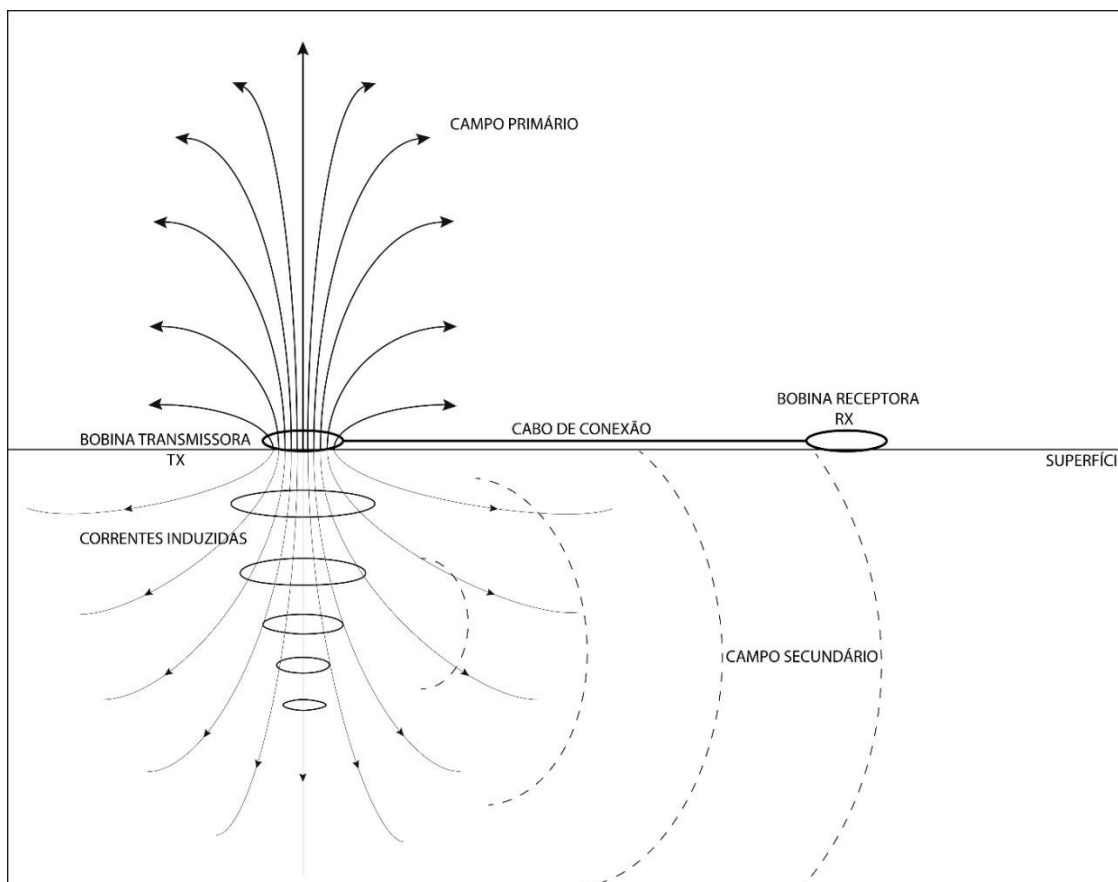 CAMPO PRIMÁRIO
BOBINA RECEPTORA
RX
CABO DE CONEXÃO
BOBINA TRANSMISSORA
TX
SUPERFÍCI
CORRENTES INDUZIDAS
CAMPO SECUNDÁRIO